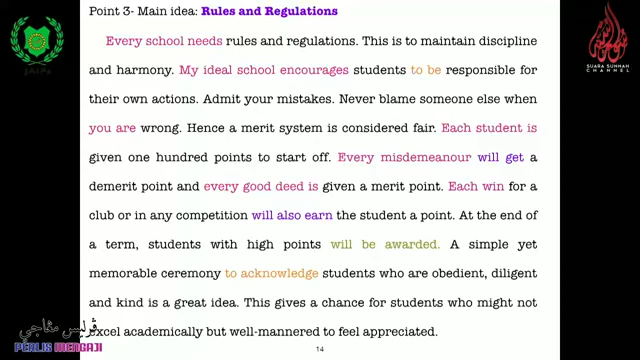 Point 3- Main idea: Rules and Regulations
Every school needs rules and regulations. This is to maintain discipline
and harmony. My ideal school encourages students to be responsible for
their own actions. Admit your mistakes. Never blame someone else when
you are wrong. Hence a merit system is considered fair. Each student is
given one hundred points to start off. Every misdemeanour will get a
demerit point and every good deed is given a merit point. Each win for a
club or in any competition will also earn the student a point. At the end of
a term, students with high points will be awarded. A simple yet
memorable ceremony to acknowledge students who are obedient, diligent
and kind is a great idea. This gives a chance for students who might not
excel academically but well-mannered to feel appreciated.
14
SUARA SUNNAH
CHANNEL
ڤرليس مڠاجي
PERLIS MENGAJI